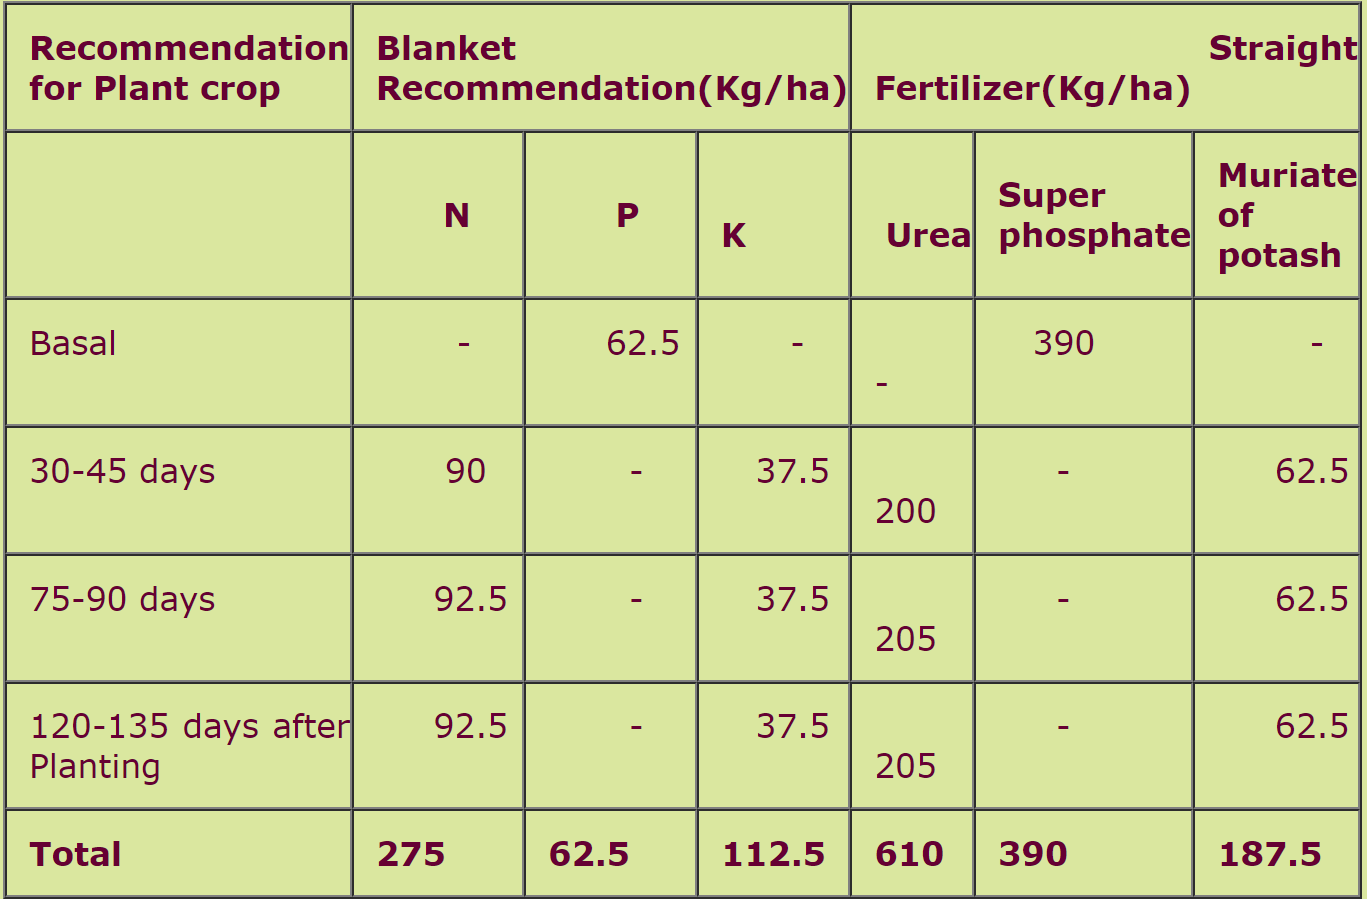 Recommendation for Plant crop
Blanket Recommendation(Kg/ha)
Straight Fertilizer(Kg/ha)
N P K Urea Super phosphate Muriate of potash
Basal - 62.5 - - 390 -
30-45 days 90 - 37.5 200 - 62.5
75-90 days 92.5 - 37.5 205 - 62.5
120-135 days after Planting 92.5 - 37.5 205 - 62.5
Total 275 62.5 112.5 610 390 187.5